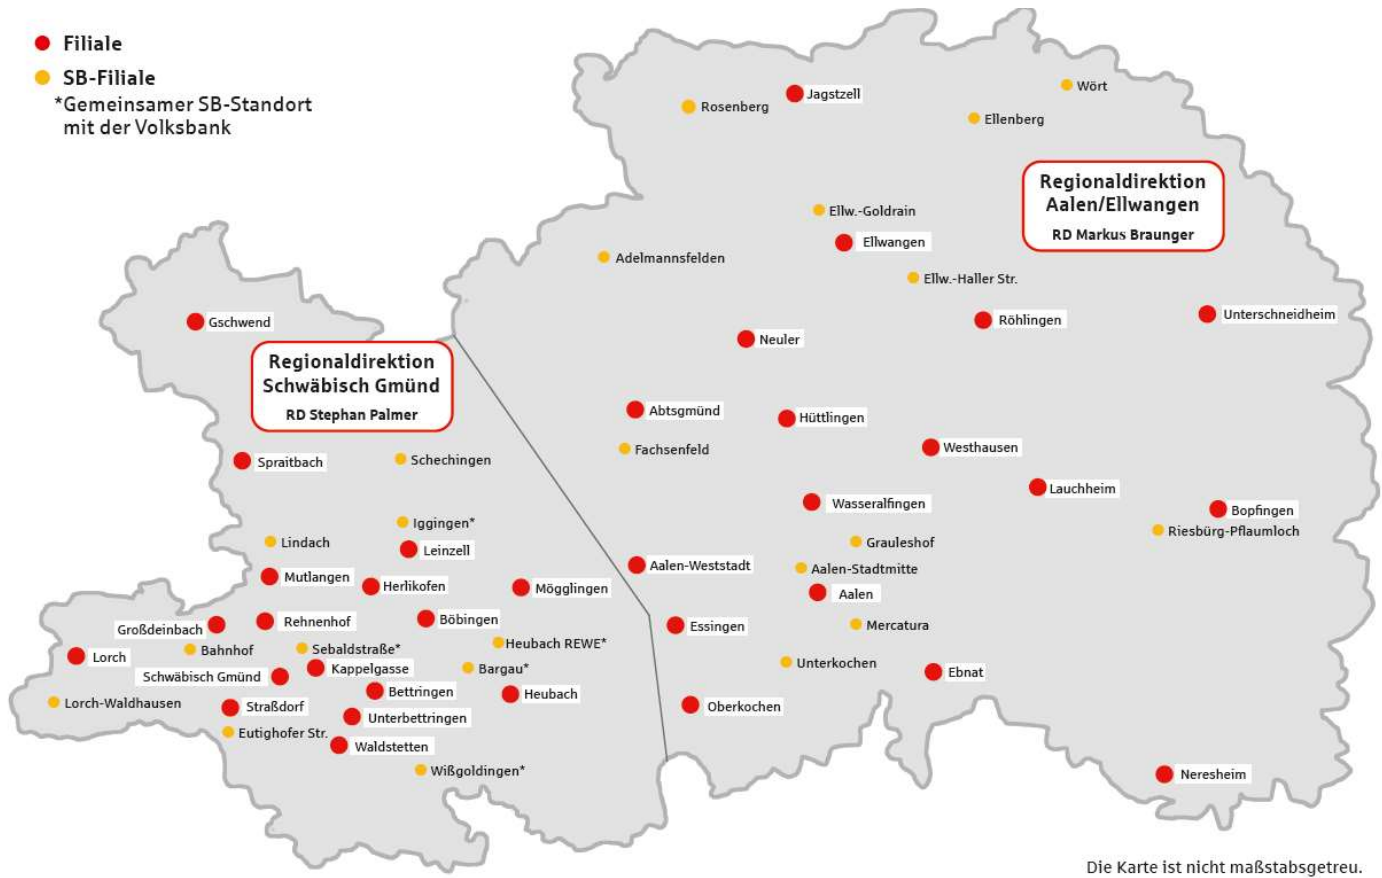 Filiale
SB-Filiale
*Gemeinsamer SB-Standort
mit der Volksbank
Wört
Jagstzell
Rosenberg
Ellenberg
Regionaldirektion
Aalen/Ellwangen
RD Markus Braunger
Ellw.-Goldrain
Ellwangen
Adelmannsfelden
Ellw.-Haller Str.
Unterschneidheim
Röhlingen
Gschwend
Neuler
Regionaldirektion
Schwäbisch Gmünd
RD Stephan Palmer
Abtsgmünd
Hüttlingen
Westhausen
Fachsenfeld
Schechingen
Spraitbach
Lauchheim
Wasseralfingen
Bopfingen
Iggingen*
Riesbürg-Pflaumloch
Lindach
Grauleshof
Leinzell
Aalen-Weststadt
Aalen-Stadtmitte
Mutlangen
Herlikofen
Mögglingen
Aalen
Böbingen
Rehnenhof
Mercatura
Essingen
Großdeinbach
Heubach REWE*
Sebaldstraße*
Bahnhof
Lorch
Unterkochen
Kappelgasse
Bargau*
Ebnat
Schwäbisch Gmünd
Bettringen
Heubach
Lorch-Waldhausen
Straßdorf
Oberkochen
Unterbettringen
Eutighofer Str.
Waldstetten
Wißgoldingen*
Neresheim
Die Karte ist nicht maßstabsgetreu.